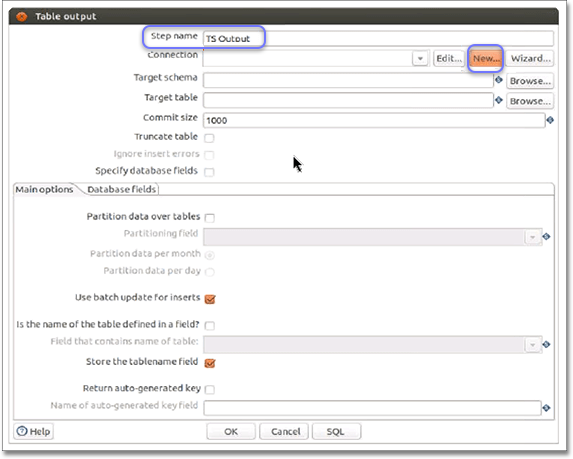 Table output
Step name TS Output
Connection Edit... New... Wizard...
Target schema Browse...
Target table Browse...
Commit size 1000
Truncate table
Ignore insert errors
Specify database fields
Main options Database fields
Partition data over tables
Partitioning field
Partition data per month
Partition data per day
Use batch update for inserts
Is the name of the table defined in a field?
Field that contains name of table:
Store the tablename field
Return auto-generated key
Name of auto-generated key field
Help OK Cancel SQL